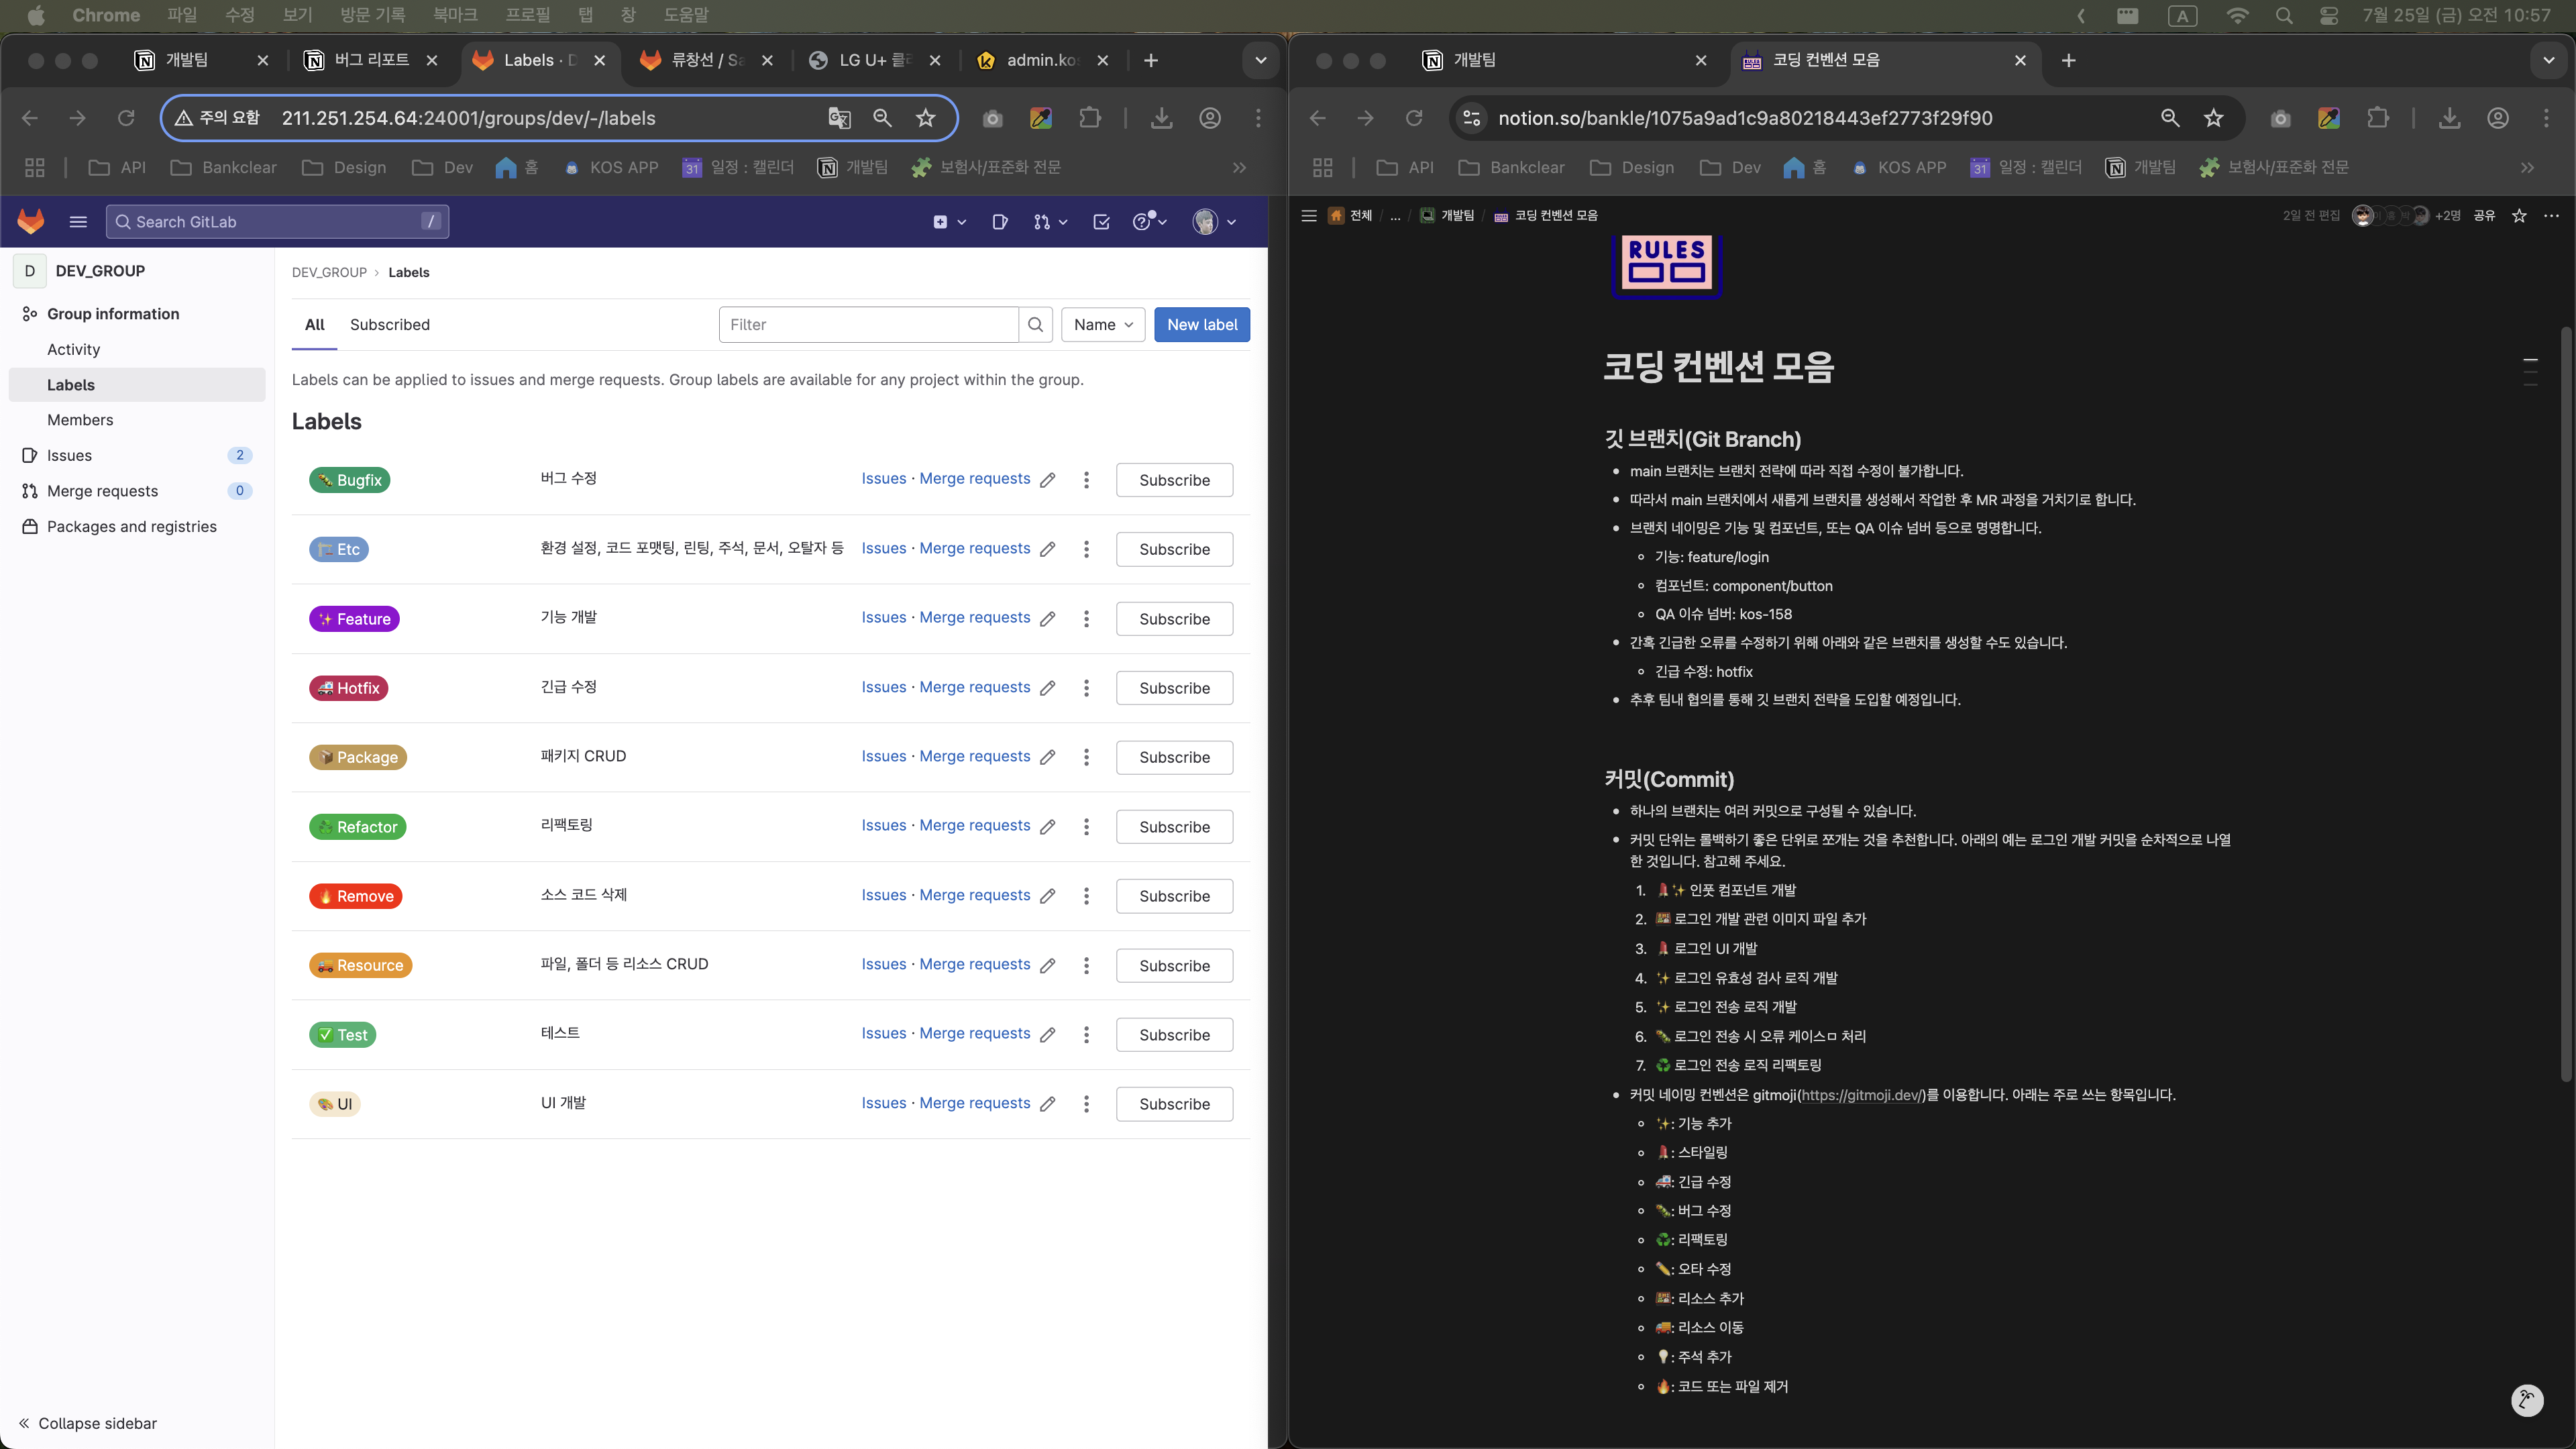 Chrome 파일 수정 보기 방문 기록 북마크 프로필 탭 창 도움말 A 7월 25일 (금) 오전 10:57
개발팀 버그 리포트 Labels · D 류창선 / Sa LG U+ 클 admin.kos
주의 요함 211.251.254.64:24001/groups/dev/-/labels
API Bankclear Design Dev 홈 KOS APP 31 일정 : 캘린더 개발팀 보험사/표준화 전문
Search GitLab /
D DEV_GROUP
Group information
Activity
Labels
Members
Issues 2
Merge requests 0
Packages and registries
Collapse sidebar
DEV_GROUP › Labels
All Subscribed Filter Name New label
Labels can be applied to issues and merge requests. Group labels are available for any project within the group.
Labels
🐛 Bugfix 버그 수정 Issues · Merge requests Subscribe
🏗️ Etc 환경 설정, 코드 포맷팅, 린팅, 주석, 문서, 오탈자 등 Issues · Merge requests Subscribe
✨ Feature 기능 개발 Issues · Merge requests Subscribe
🚑 Hotfix 긴급 수정 Issues · Merge requests Subscribe
📦 Package 패키지 CRUD Issues · Merge requests Subscribe
♻️ Refactor 리팩토링 Issues · Merge requests Subscribe
🔥 Remove 소스 코드 삭제 Issues · Merge requests Subscribe
🚚 Resource 파일, 폴더 등 리소스 CRUD Issues · Merge requests Subscribe
✅ Test 테스트 Issues · Merge requests Subscribe
🎨 UI UI 개발 Issues · Merge requests Subscribe
개발팀 코딩 컨벤션 모음
notion.so/bankle/1075a9ad1c9a80218443ef2773f29f90
API Bankclear Design Dev 홈 KOS APP 31 일정 : 캘린더 개발팀 보험사/표준화 전문
전체 / ... / 개발팀 / 코딩 컨벤션 모음 2일 전 편집 +2명 공유
RULES
코딩 컨벤션 모음
깃 브랜치(Git Branch)
• main 브랜치는 브랜치 전략에 따라 직접 수정이 불가합니다.
• 따라서 main 브랜치에서 새롭게 브랜치를 생성해서 작업한 후 MR 과정을 거치기로 합니다.
• 브랜치 네이밍은 기능 및 컴포넌트, 또는 QA 이슈 넘버 등으로 명명합니다.
◦ 기능: feature/login
◦ 컴포넌트: component/button
◦ QA 이슈 넘버: kos-158
• 간혹 긴급한 오류를 수정하기 위해 아래와 같은 브랜치를 생성할 수도 있습니다.
◦ 긴급 수정: hotfix
• 추후 팀내 협의를 통해 깃 브랜치 전략을 도입할 예정입니다.
커밋(Commit)
• 하나의 브랜치는 여러 커밋으로 구성될 수 있습니다.
• 커밋 단위는 롤백하기 좋은 단위로 쪼개는 것을 추천합니다. 아래의 예는 로그인 개발 커밋을 순차적으로 나열
한 것입니다. 참고해 주세요.
1. 💄✨ 인풋 컴포넌트 개발
2. 🍱 로그인 개발 관련 이미지 파일 추가
3. 💄 로그인 UI 개발
4. ✨ 로그인 유효성 검사 로직 개발
5. ✨ 로그인 전송 로직 개발
6. 🐛 로그인 전송 시 오류 케이스ㅁ 처리
7. ♻️ 로그인 전송 로직 리팩토링
• 커밋 네이밍 컨벤션은 gitmoji(https://gitmoji.dev/)를 이용합니다. 아래는 주로 쓰는 항목입니다.
◦ ✨: 기능 추가
◦ 💄: 스타일링
◦ 🚑: 긴급 수정
◦ 🐛: 버그 수정
◦ ♻️: 리팩토링
◦ ✏️: 오타 수정
◦ 🍱: 리소스 추가
◦ 🚚: 리소스 이동
◦ 💡: 주석 추가
◦ 🔥: 코드 또는 파일 제거